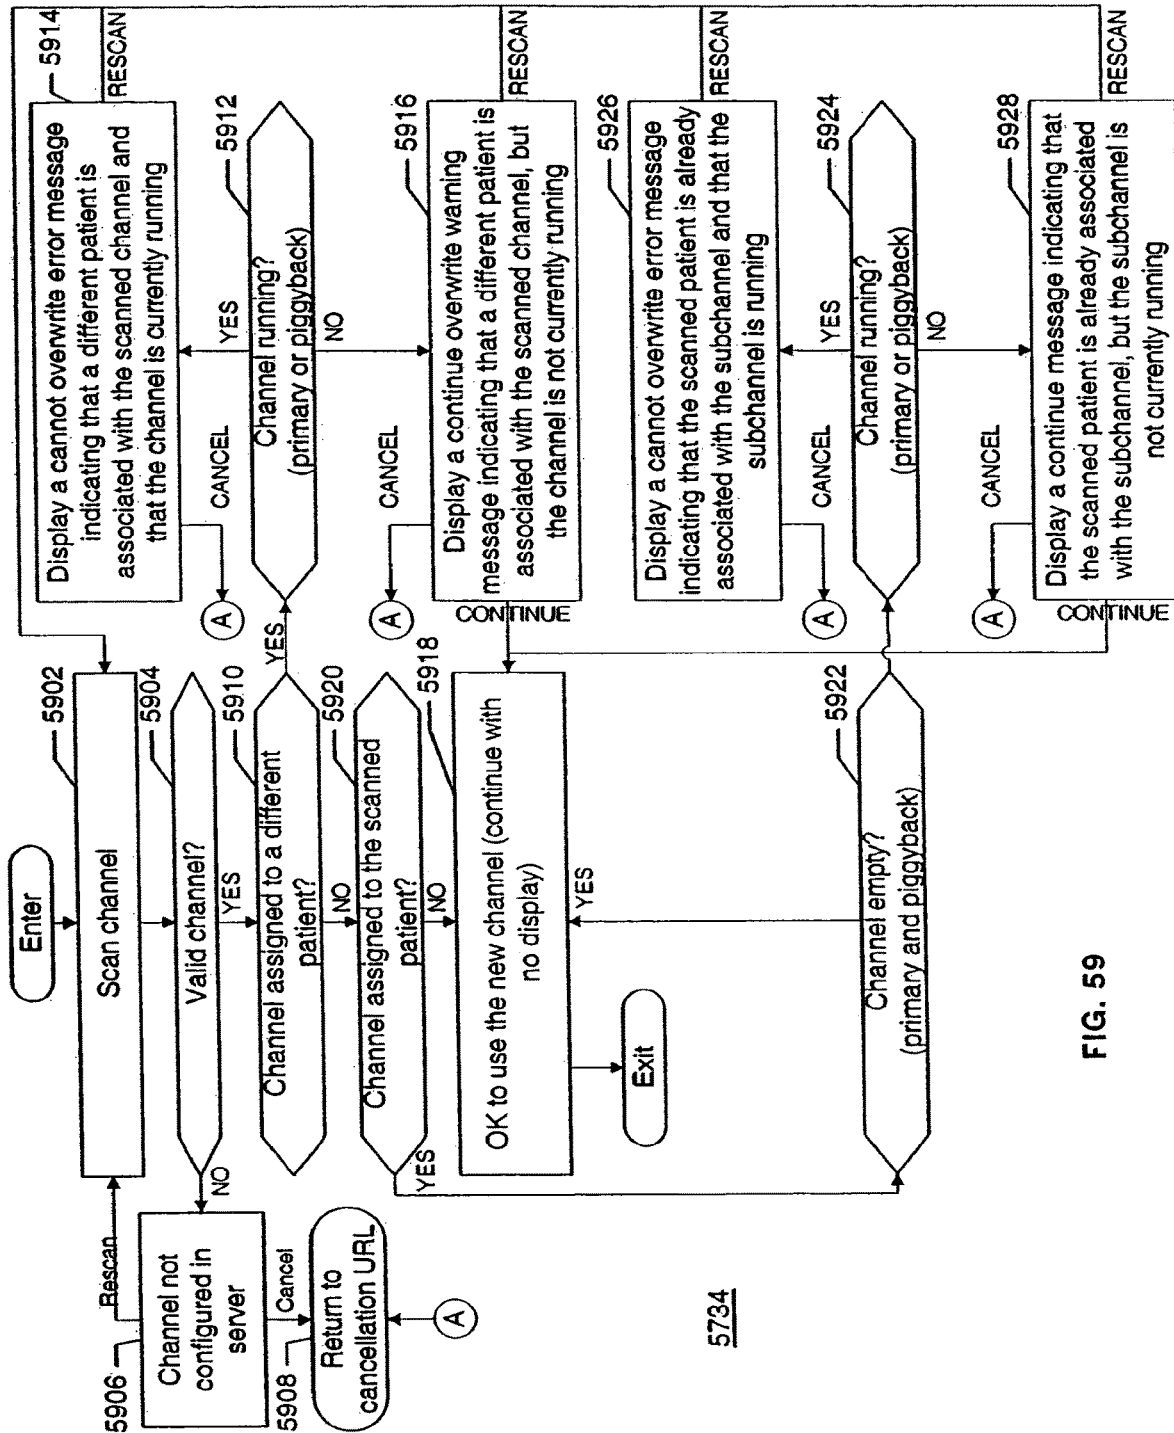 Enter
5902
Scan channel
5904
Valid channel?
YES
NO
5906
Channel not
configured in
server
Rescan
Cancel
5908
Return to
cancellation URL
A
5910
Channel assigned to a different
patient?
YES
NO
5920
Channel assigned to the scanned
patient?
NO
YES
5918
OK to use the new channel (continue with
no display)
YES
Exit
5922
Channel empty?
(primary and piggyback)
5914
Display a cannot overwrite error message
indicating that a different patient is
associated with the scanned channel and
that the channel is currently running
RESCAN
CANCEL
A
5912
YES
Channel running?
(primary or piggyback)
NO
5916
Display a continue overwrite warning
message indicating that a different patient is
associated with the scanned channel, but
the channel is not currently running
RESCAN
CANCEL
A
CONTINUE
5926
Display a cannot overwrite error message
indicating that the scanned patient is already
associated with the subchannel and that the
subchannel is running
RESCAN
CANCEL
A
5924
YES
Channel running?
(primary or piggyback)
NO
5928
Display a continue message indicating that
the scanned patient is already associated
with the subchannel, but the subchannel is
not currently running
RESCAN
CANCEL
A
CONTINUE
5734
FIG. 59